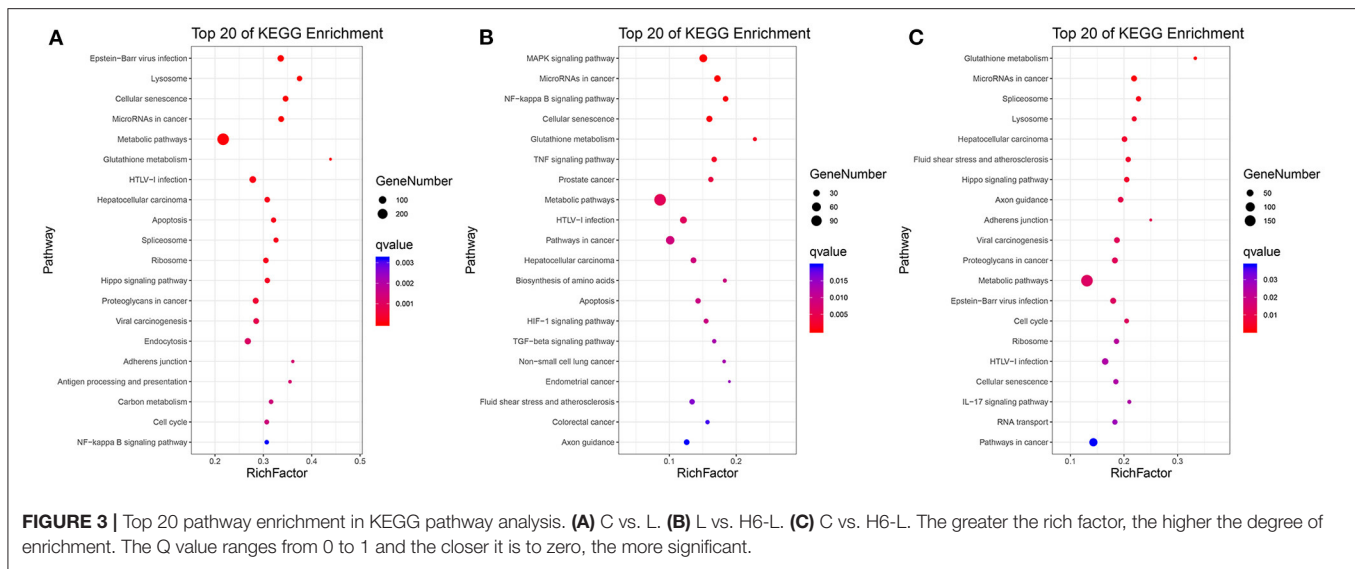 A
Top 20 of KEGG Enrichment
Pathway
Epstein−Barr virus infection
Lysosome
Cellular senescence
MicroRNAs in cancer
Metabolic pathways
Glutathione metabolism
HTLV−I infection
Hepatocellular carcinoma
Apoptosis
Spliceosome
Ribosome
Hippo signaling pathway
Proteoglycans in cancer
Viral carcinogenesis
Endocytosis
Adherens junction
Antigen processing and presentation
Carbon metabolism
Cell cycle
NF−kappa B signaling pathway
0.2 0.3 0.4 0.5
RichFactor
GeneNumber
100
200
qvalue
0.003
0.002
0.001
B
Top 20 of KEGG Enrichment
Pathway
MAPK signaling pathway
MicroRNAs in cancer
NF−kappa B signaling pathway
Cellular senescence
Glutathione metabolism
TNF signaling pathway
Prostate cancer
Metabolic pathways
HTLV−I infection
Pathways in cancer
Hepatocellular carcinoma
Biosynthesis of amino acids
Apoptosis
HIF−1 signaling pathway
TGF−beta signaling pathway
Non−small cell lung cancer
Endometrial cancer
Fluid shear stress and atherosclerosis
Colorectal cancer
Axon guidance
0.1 0.2
RichFactor
GeneNumber
30
60
90
qvalue
0.015
0.010
0.005
C
Top 20 of KEGG Enrichment
Pathway
Glutathione metabolism
MicroRNAs in cancer
Spliceosome
Lysosome
Hepatocellular carcinoma
Fluid shear stress and atherosclerosis
Hippo signaling pathway
Axon guidance
Adherens junction
Viral carcinogenesis
Proteoglycans in cancer
Metabolic pathways
Epstein−Barr virus infection
Cell cycle
Ribosome
HTLV−I infection
Cellular senescence
IL−17 signaling pathway
RNA transport
Pathways in cancer
0.1 0.2 0.3
RichFactor
GeneNumber
50
100
150
qvalue
0.03
0.02
0.01
FIGURE 3 | Top 20 pathway enrichment in KEGG pathway analysis. (A) C vs. L. (B) L vs. H6-L. (C) C vs. H6-L. The greater the rich factor, the higher the degree of
enrichment. The Q value ranges from 0 to 1 and the closer it is to zero, the more significant.